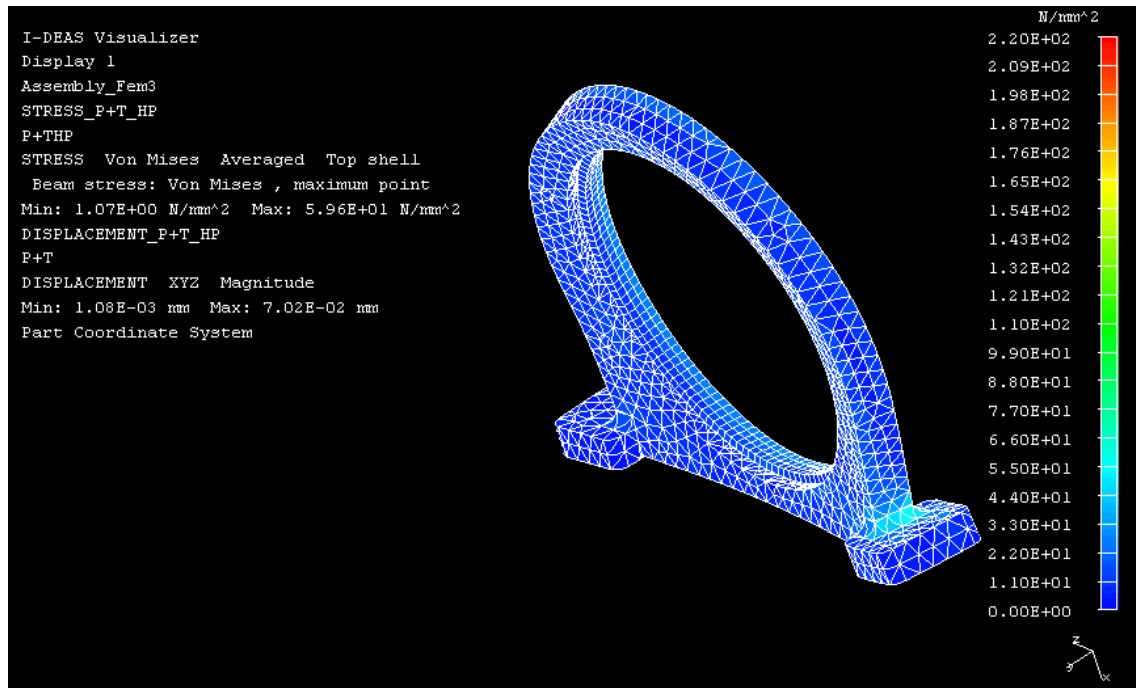 I-DEAS Visualizer
Display 1
Assembly_Fem3
STRESS_P+T_HP
P+THP
STRESS Von Mises Averaged Top shell
Beam stress: Von Mises , maximum point
Min: 1.07E+00 N/mm^2 Max: 5.96E+01 N/mm^2
DISPLACEMENT_P+T_HP
P+T
DISPLACEMENT XYZ Magnitude
Min: 1.08E-03 mm Max: 7.02E-02 mm
Part Coordinate System
N/mm^2
2.20E+02
2.09E+02
1.98E+02
1.87E+02
1.76E+02
1.65E+02
1.54E+02
1.43E+02
1.32E+02
1.21E+02
1.10E+02
9.90E+01
8.80E+01
7.70E+01
6.60E+01
5.50E+01
4.40E+01
3.30E+01
2.20E+01
1.10E+01
0.00E+00
Z
y
x